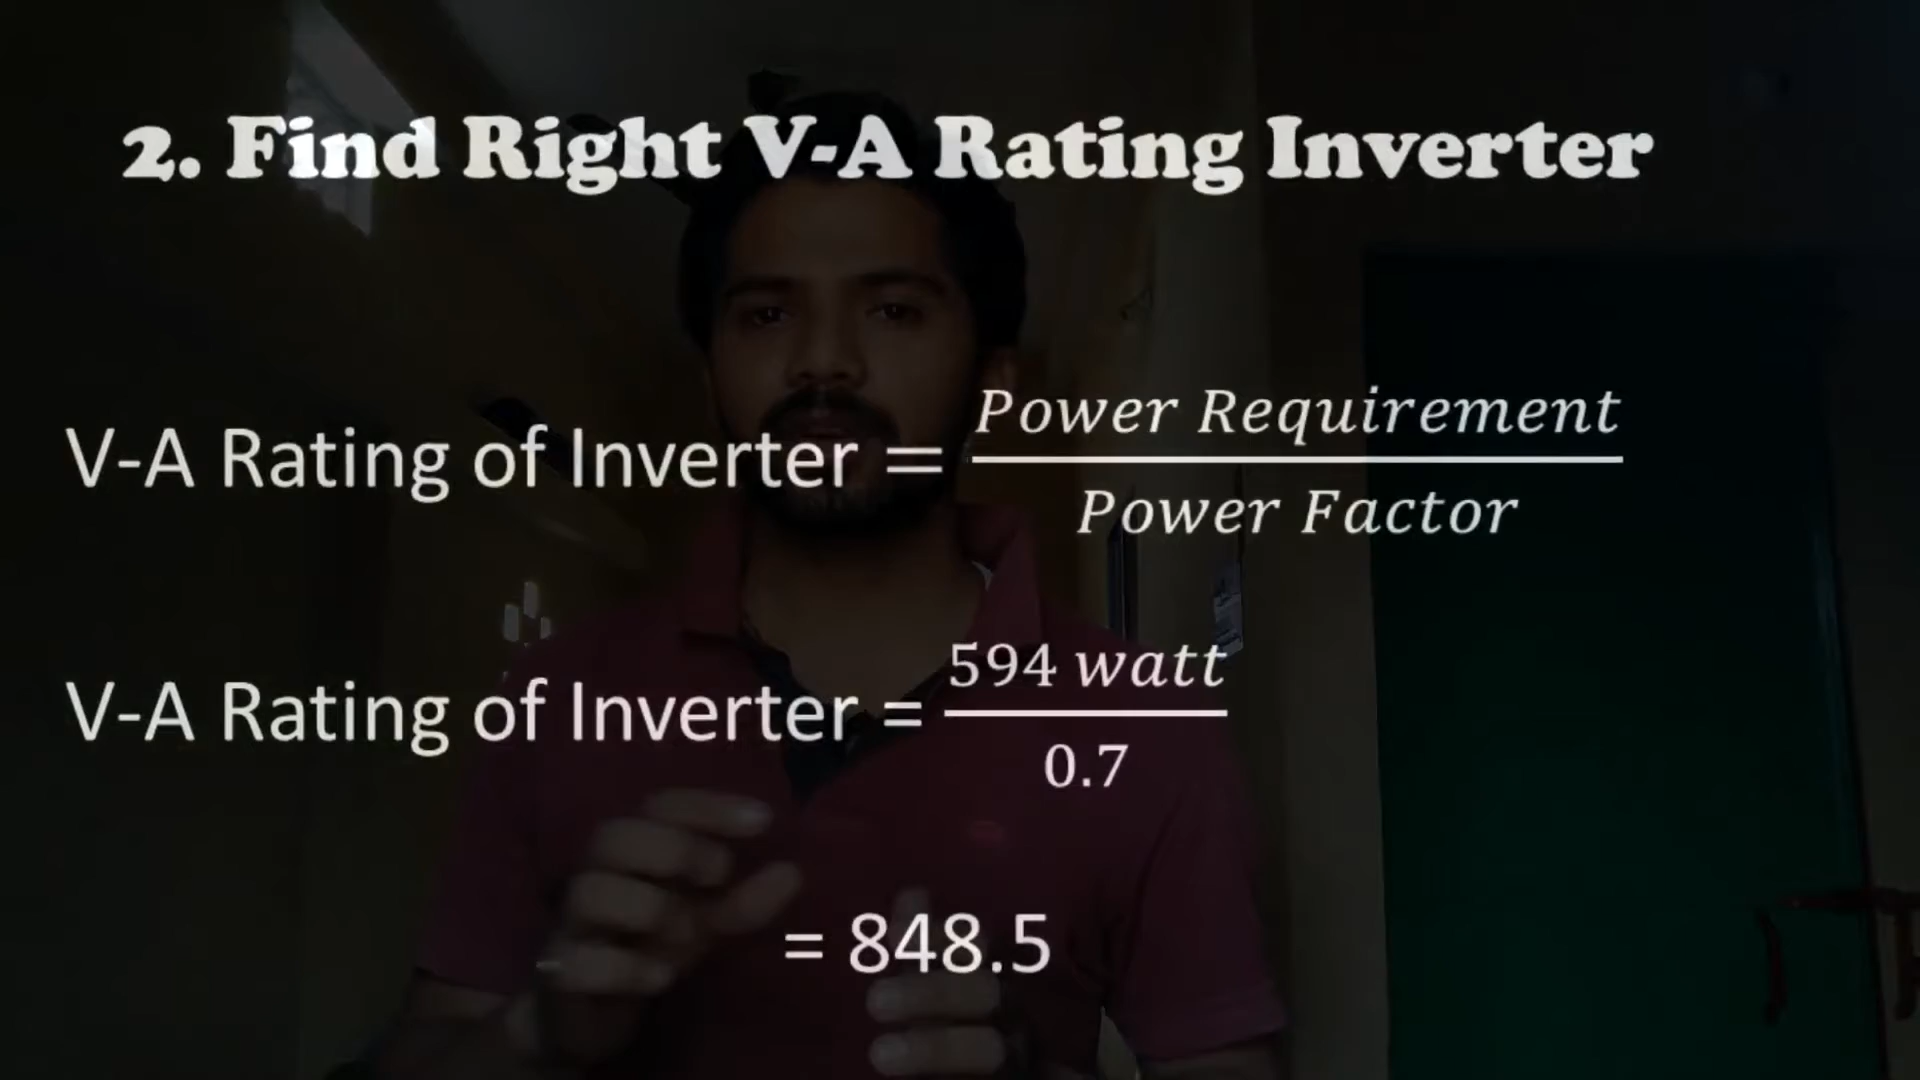 2. Find Right V-A Rating Inverter
V-A Rating of Inverter = Power Requirement / Power Factor
V-A Rating of Inverter = 594 watt / 0.7
= 848.5